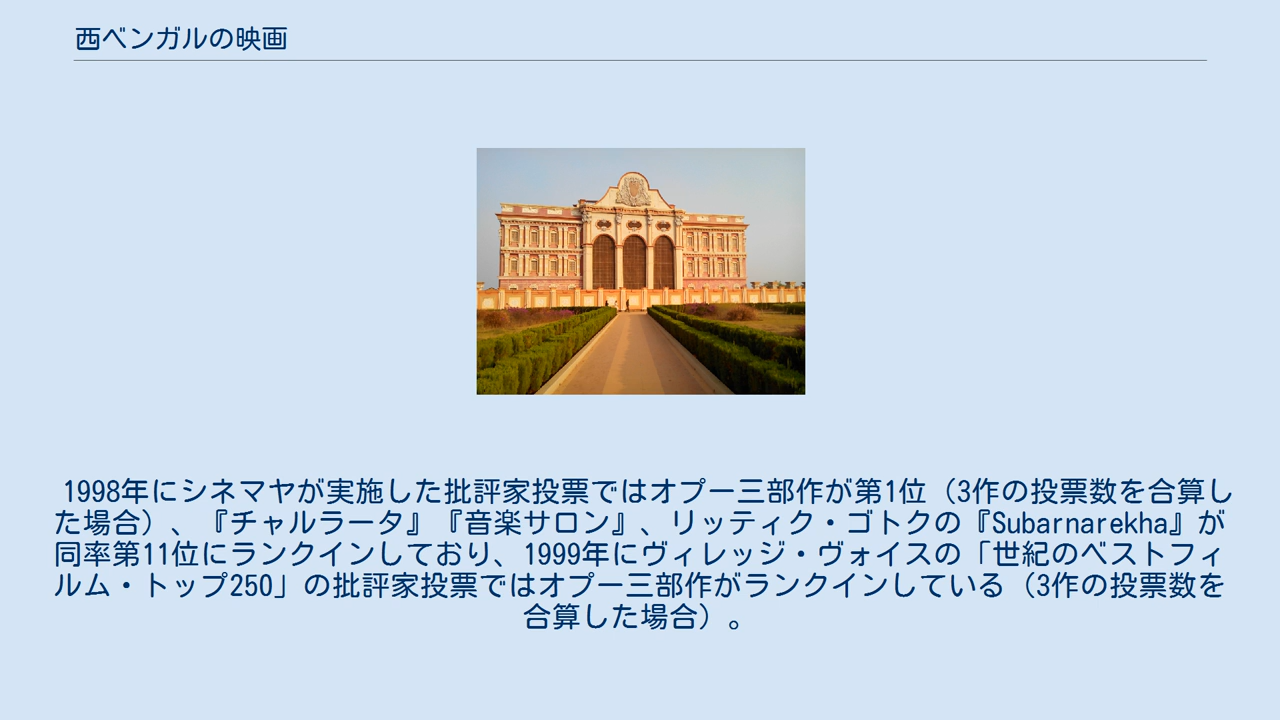 西ベンガルの映画
1998年にシネマヤが実施した批評家投票ではオプー三部作が第1位（3作の投票数を合算し
た場合）、『チャルラータ』『音楽サロン』、リッティク・ゴトクの『Subarnarekha』が
同率第11位にランクインしており、1999年にヴィレッジ・ヴォイスの「世紀のベストフィ
ルム・トップ250」の批評家投票ではオプー三部作がランクインしている（3作の投票数を
合算した場合）。